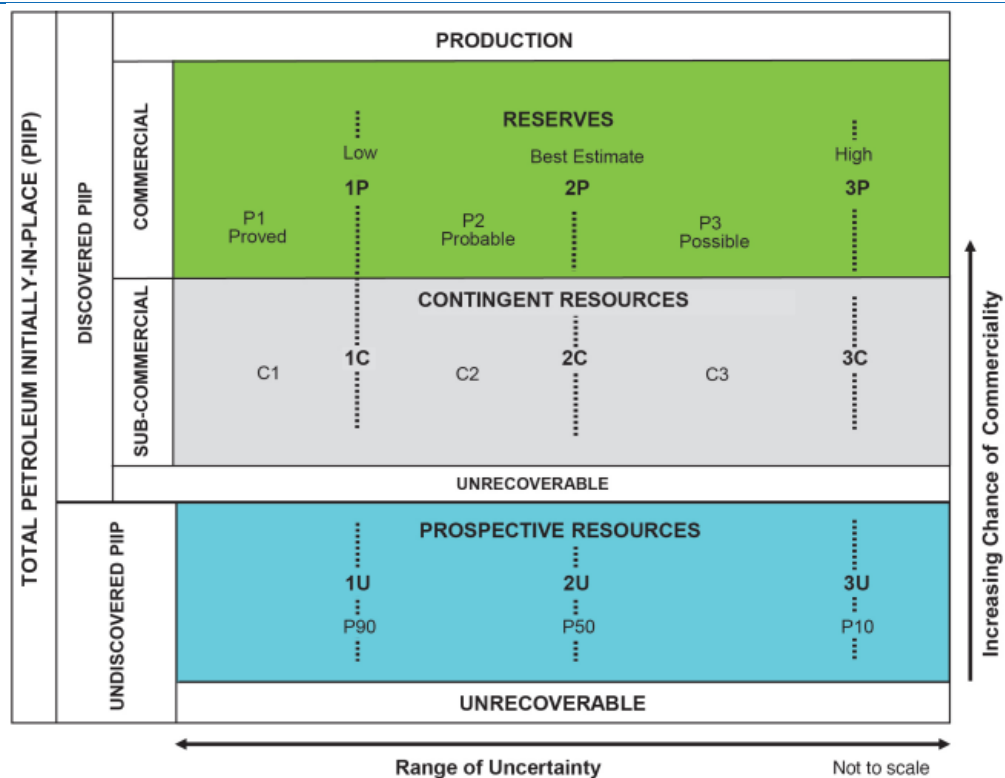 TOTAL PETROLEUM INITIALLY-IN-PLACE (PIIP)
DISCOVERED PIIP
UNDISCOVERED PIIP
COMMERCIAL
SUB-COMMERCIAL
PRODUCTION
RESERVES
Low
Best Estimate
High
1P
2P
3P
P1
Proved
P2
Probable
P3
Possible
CONTINGENT RESOURCES
1C
2C
3C
C1
C2
C3
UNRECOVERABLE
PROSPECTIVE RESOURCES
1U
2U
3U
P90
P50
P10
UNRECOVERABLE
Increasing Chance of Commerciality
Range of Uncertainty
Not to scale